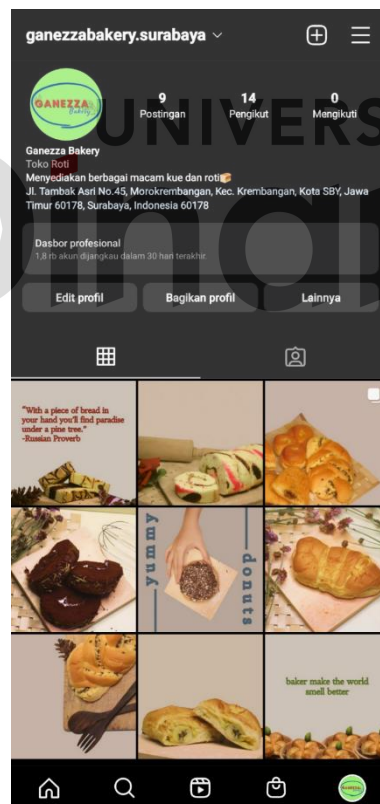 ganezzabakery.surabaya
GANEZZA
Bakery
9
Postingan
14
Pengikut
0
Mengikuti
UNIVERS
Ganezza Bakery
Toko Roti
Menyediakan berbagai macam kue dan roti🍞
Jl. Tambak Asri No.45, Morokrembangan, Kec. Krembangan, Kota SBY, Jawa
Timur 60178, Surabaya, Indonesia 60178
Dasbor profesional
1,8 rb akun dijangkau dalam 30 hari terakhir.
Edit profil
Bagikan profil
Lainnya
"With a piece of bread in
your hand you'll find paradise
under a pine tree."
-Russian Proverb
yummy
donuts
baker make the world
smell better